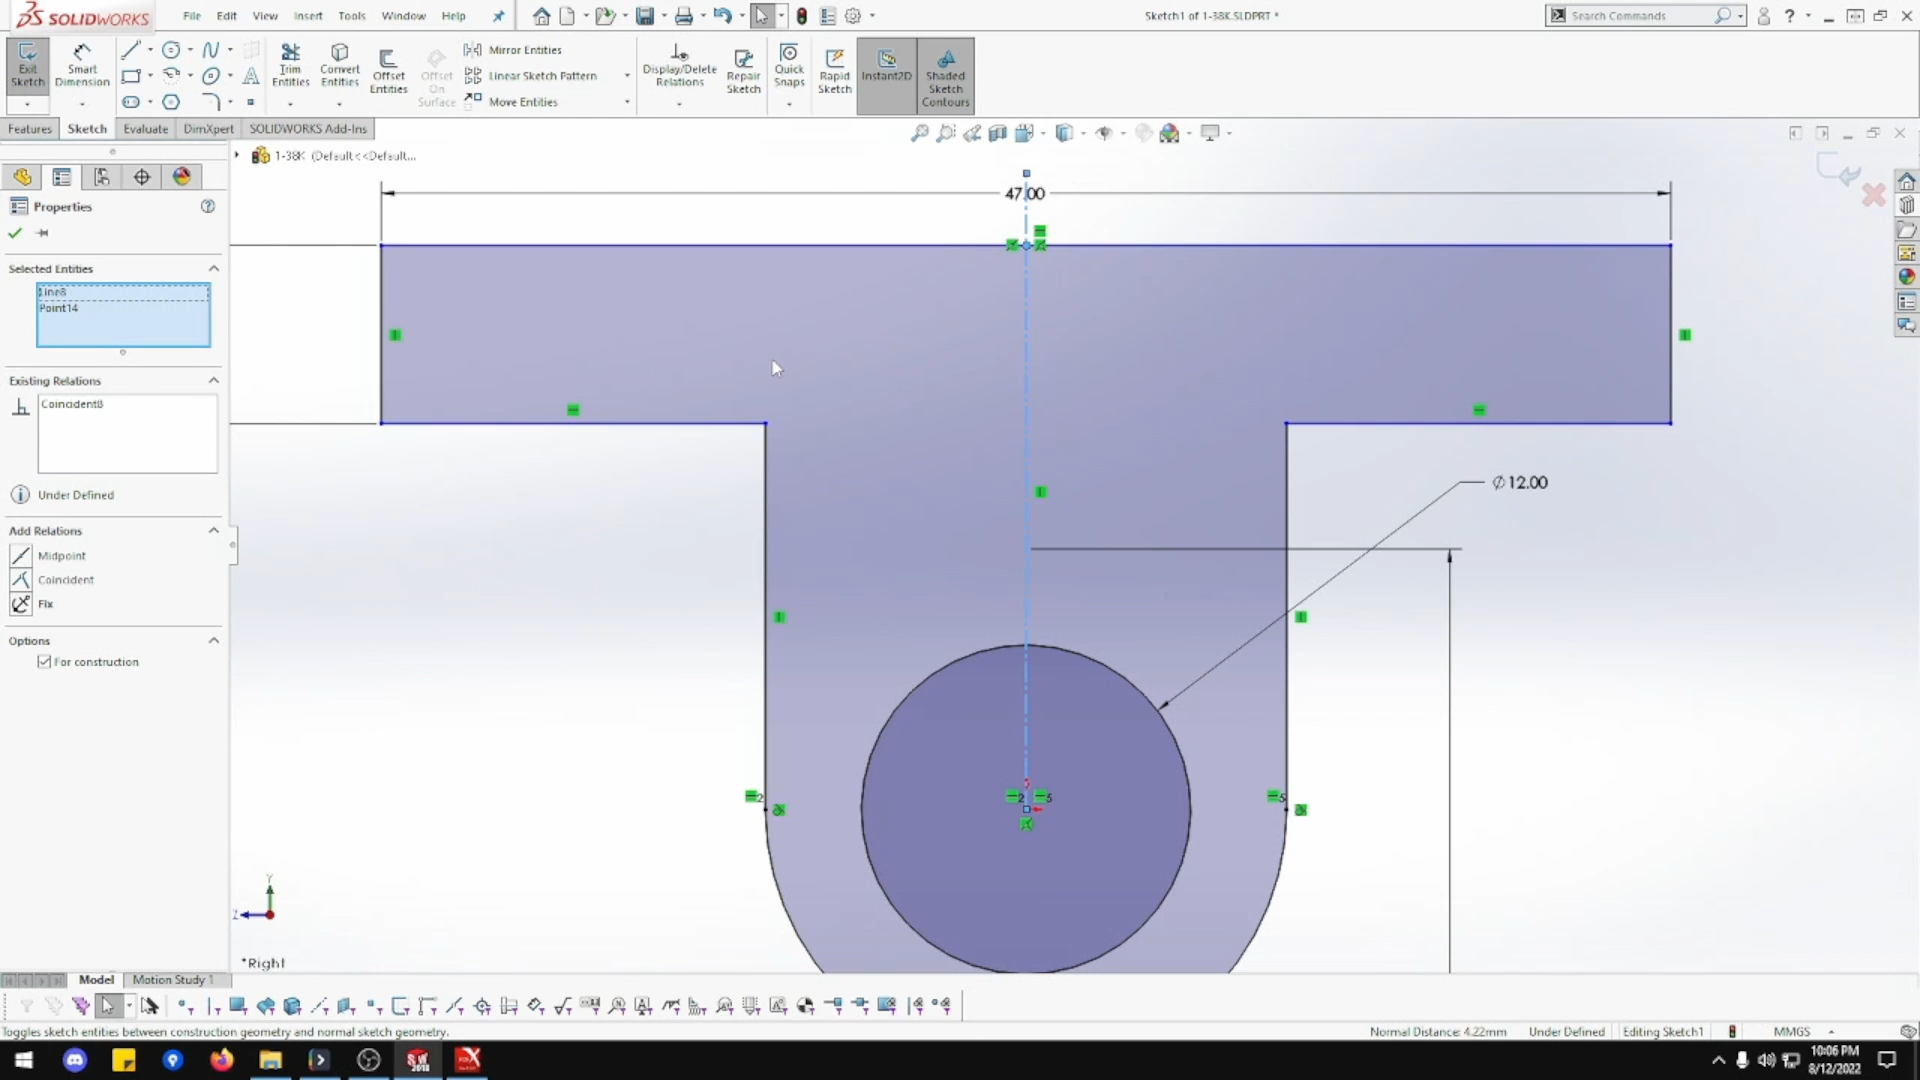 SOLIDWORKS
File Edit View Insert Tools Window Help
Sketch1 of 1-38K.SLDPRT *
Search Commands
Exit Sketch
Smart Dimension
Trim Entities
Convert Entities
Offset Entities
Offset On Surface
Mirror Entities
Linear Sketch Pattern
Move Entities
Display/Delete Relations
Repair Sketch
Quick Snaps
Rapid Sketch
Instant2D
Shaded Sketch Contours
Features Sketch Evaluate DimXpert SOLIDWORKS Add-Ins
1-38K (Default<<Default...
Properties
Selected Entities
Line8
Point14
Existing Relations
Coincident8
Under Defined
Add Relations
Midpoint
Coincident
Fix
Options
For construction
47.00
∅12.00
2
2
5
5
Y
Z
*Right
Model Motion Study 1
Toggles sketch entities between construction geometry and normal sketch geometry.
Normal Distance: 4.22mm Under Defined Editing Sketch1 MMGS
10:06 PM
8/12/2022